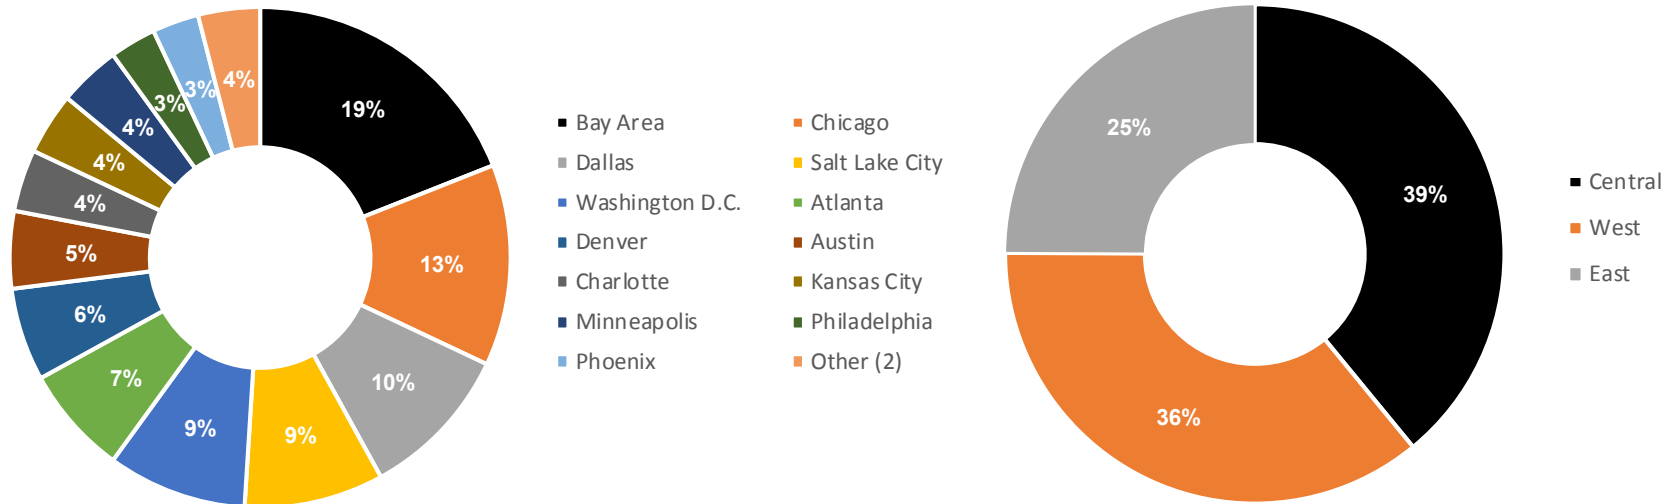 19%
13%
10%
9%
9%
7%
6%
5%
4%
4%
4%
3%
3%
4%
Bay Area
Chicago
Dallas
Salt Lake City
Washington D.C.
Atlanta
Denver
Austin
Charlotte
Kansas City
Minneapolis
Philadelphia
Phoenix
Other (2)
39%
36%
25%
Central
West
East